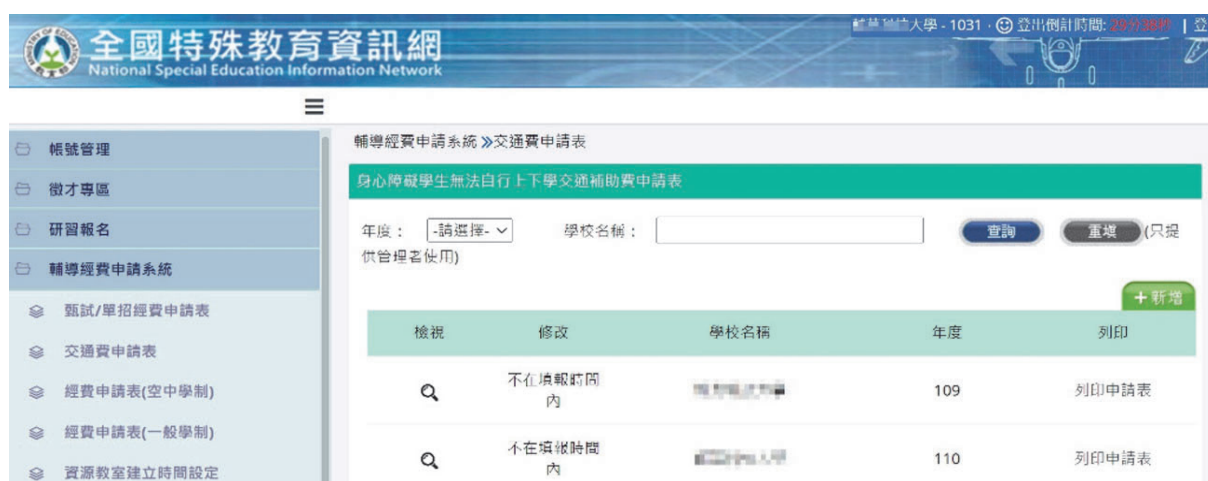 大學 - 1031 · 登出倒計時間: | 登
全國特殊教育資訊網
National Special Education Information Network
帳號管理
徵才專區
研習報名
輔導經費申請系統
甄試/單招經費申請表
交通費申請表
經費申請表(空中學制)
經費申請表(一般學制)
資源教室建立時間設定
輔導經費申請系統 》交通費申請表
身心障礙學生無法自行上下學交通補助費申請表
年度： -請選擇- 學校名稱： 查詢 重填 (只提
供管理者使用)
+新增
檢視 修改 學校名稱 年度 列印
不在填報時間
內
109 列印申請表
不在填報時間
內
110 列印申請表